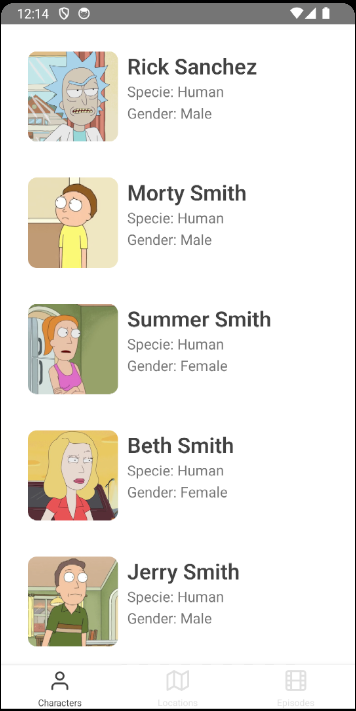 12:14
Rick Sanchez
Specie: Human
Gender: Male
Morty Smith
Specie: Human
Gender: Male
Summer Smith
Specie: Human
Gender: Female
Beth Smith
Specie: Human
Gender: Female
Jerry Smith
Specie: Human
Gender: Male
Characters Locations Episodes